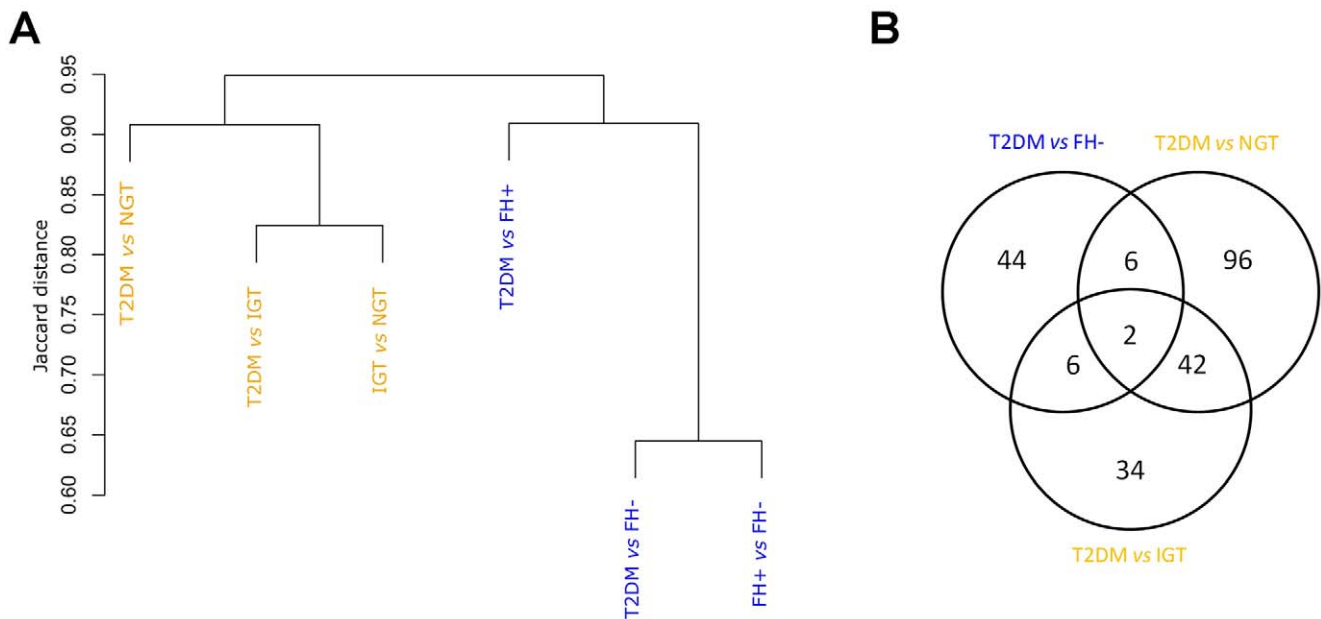 A
Jaccard distance
0.95
0.90
0.85
0.80
0.75
0.70
0.65
0.60
T2DM vs NGT
T2DM vs IGT
IGT vs NGT
T2DM vs FH+
T2DM vs FH-
FH+ vs FH-
B
T2DM vs FH-
T2DM vs NGT
44
6
96
2
6
42
34
T2DM vs IGT